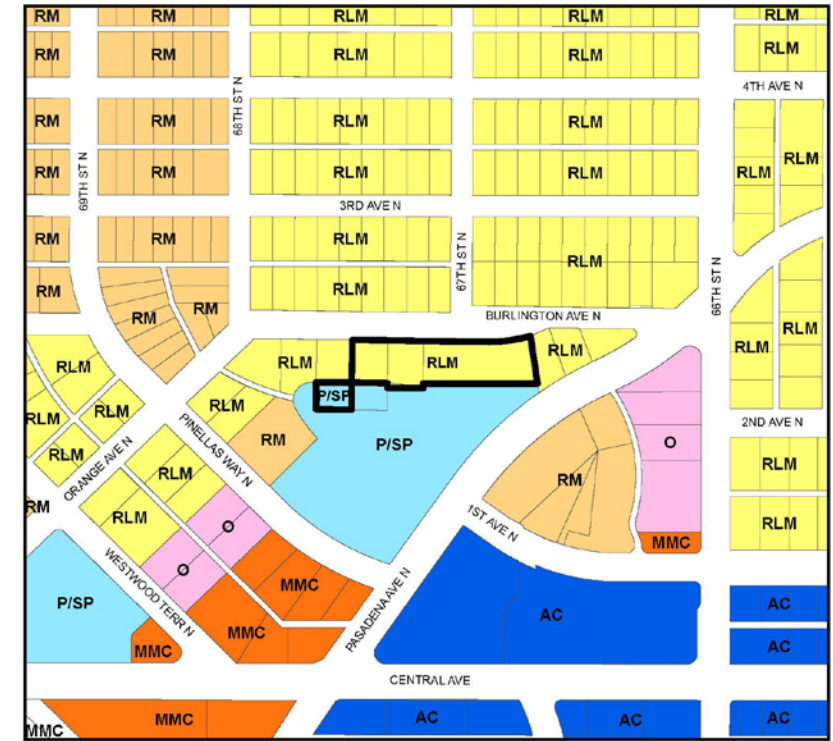 RM RM RLM RLM RLM
RM RM RLM RLM RLM
4TH AVE N
68TH ST N
RM RM RLM RLM
RLM
RLM
RM RM RLM RLM
69TH ST N
3RD AVE N
RM RM RLM
67TH ST N
RLM
66TH ST N
RM
RM
RM
RLM
BURLINGTON AVE N
RLM
RLM
RLM
RLM
RLM
RLM
RLM
RLM
RLM
P/SP
2ND AVE N
PINELLAS WAY N
RM
P/SP
O
RLM
ORANGE AVE N
RLM
RLM
RM
RM
RLM
O
1ST AVE N
RLM
MMC
WESTWOOD TERR N
O
MMC
PASADENA AVE N
P/SP
MMC
MMC
AC
AC
AC
CENTRAL AVE
MMC
MMC
AC
AC
AC